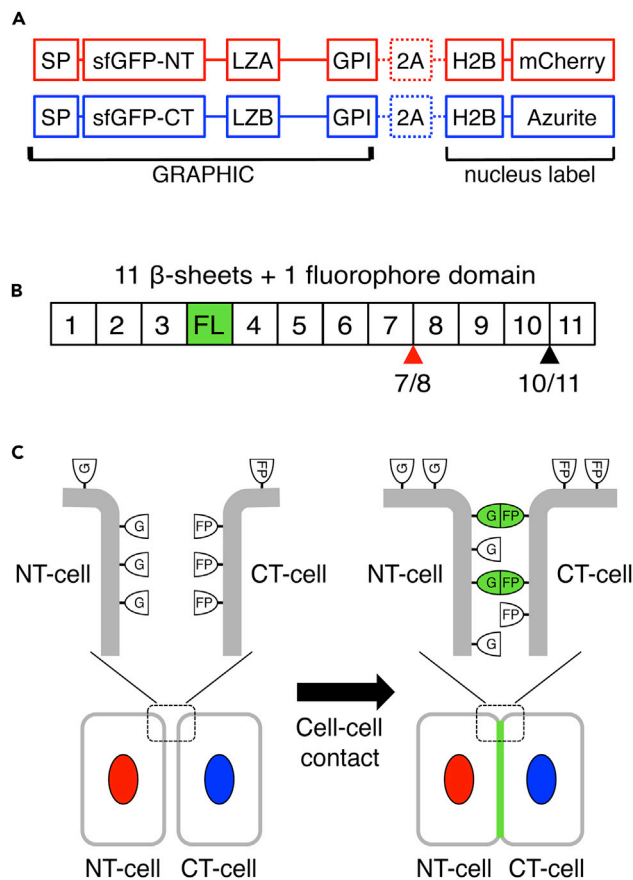 A
SP sfGFP-NT LZA GPI 2A H2B mCherry
SP sfGFP-CT LZB GPI 2A H2B Azurite
GRAPHIC nucleus label
11 β-sheets + 1 fluorophore domain
B
1 2 3 FL 4 5 6 7 8 9 10 11
7/8 10/11
C
G FP G G FP FP
G FP G FP
NT-cell G FP CT-cell NT-cell G CT-cell
G FP G FP
FP
G
Cell-cell
contact
NT-cell CT-cell NT-cell CT-cell